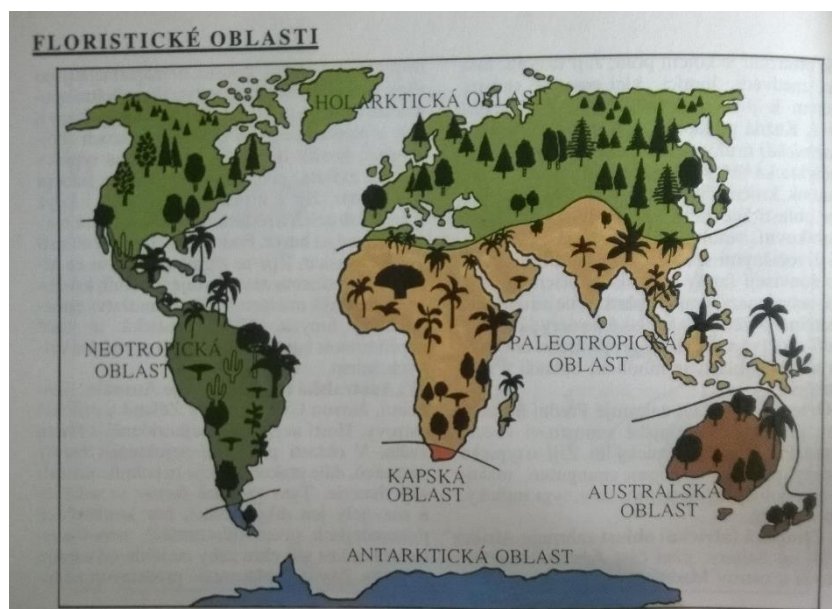 FLORISTICKÉ OBLASTI
HOLARKTICKÁ OBLAST
NEOTROPICKÁ
OBLAST
PALEOTROPICKÁ
OBLAST
KAPSKÁ
OBLAST
AUSTRALSKÁ
OBLAST
ANTARKTICKÁ OBLAST